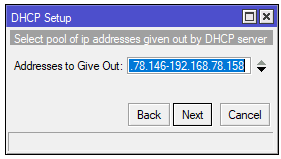 DHCP Setup
Select pool of ip addresses given out by DHCP server
Addresses to Give Out: .78.146-192.168.78.158
Back Next Cancel